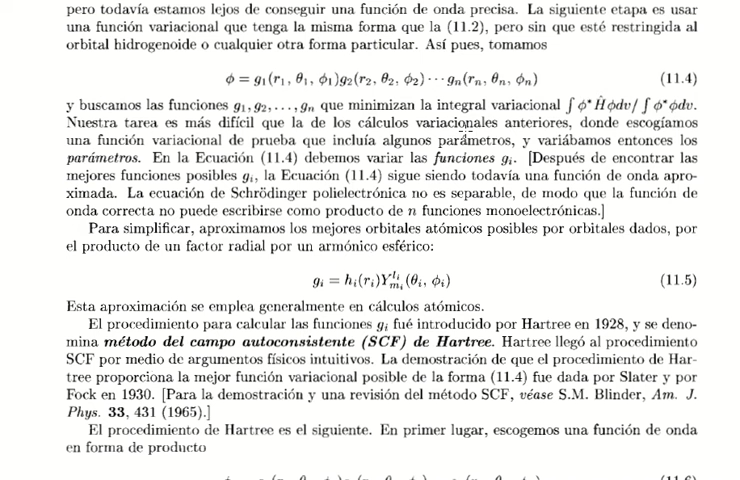 pero todavía estamos lejos de conseguir una función de onda precisa. La siguiente etapa es usar
una función variacional que tenga la misma forma que la (11.2), pero sin que esté restringida al
orbital hidrogenoide o cualquier otra forma particular. Así pues, tomamos
ϕ = g₁(r₁, θ₁, ϕ₁)g₂(r₂, θ₂, ϕ₂) ⋯ gₙ(rₙ, θₙ, ϕₙ) (11.4)
y buscamos las funciones g₁, g₂, ..., gₙ que minimizan la integral variacional ∫ ϕ*Ĥϕdv/ ∫ ϕ*ϕdv.
Nuestra tarea es más difícil que la de los cálculos variacionales anteriores, donde escogíamos
una función variacional de prueba que incluía algunos parámetros, y variábamos entonces los
parámetros. En la Ecuación (11.4) debemos variar las funciones gᵢ. [Después de encontrar las
mejores funciones posibles gᵢ, la Ecuación (11.4) sigue siendo todavía una función de onda apro-
ximada. La ecuación de Schrödinger polielectrónica no es separable, de modo que la función de
onda correcta no puede escribirse como producto de n funciones monoelectrónicas.]
Para simplificar, aproximamos los mejores orbitales atómicos posibles por orbitales dados, por
el producto de un factor radial por un armónico esférico:
gᵢ = hᵢ(rᵢ)Y_{mᵢ}^{lᵢ}(θᵢ, ϕᵢ) (11.5)
Esta aproximación se emplea generalmente en cálculos atómicos.
El procedimiento para calcular las funciones gᵢ fué introducido por Hartree en 1928, y se deno-
mina método del campo autoconsistente (SCF) de Hartree. Hartree llegó al procedimiento
SCF por medio de argumentos físicos intuitivos. La demostración de que el procedimiento de Har-
tree proporciona la mejor función variacional posible de la forma (11.4) fue dada por Slater y por
Fock en 1930. [Para la demostración y una revisión del método SCF, véase S.M. Blinder, Am. J.
Phys. 33, 431 (1965).]
El procedimiento de Hartree es el siguiente. En primer lugar, escogemos una función de onda
en forma de producto